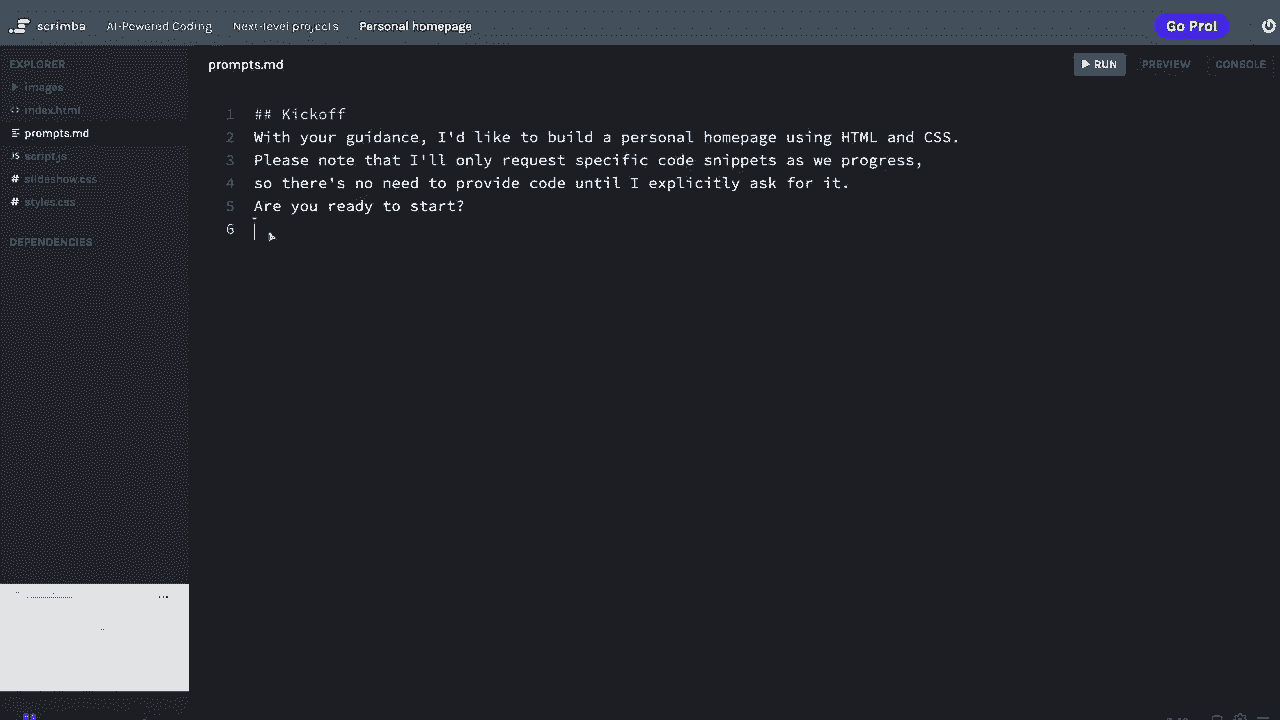 scrimba AI-Powered Coding Next-level projects Personal homepage Go Pro!
EXPLORER
images
index.html
prompts.md
script.js
slideshow.css
styles.css
DEPENDENCIES
prompts.md RUN PREVIEW CONSOLE
1 ## Kickoff
2 With your guidance, I'd like to build a personal homepage using HTML and CSS.
3 Please note that I'll only request specific code snippets as we progress,
4 so there's no need to provide code until I explicitly ask for it.
5 Are you ready to start?
6